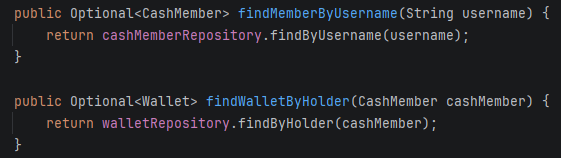 public Optional<CashMember> findMemberByUsername(String username) {
    return cashMemberRepository.findByUsername(username);
}

public Optional<Wallet> findWalletByHolder(CashMember cashMember) {
    return walletRepository.findByHolder(cashMember);
}